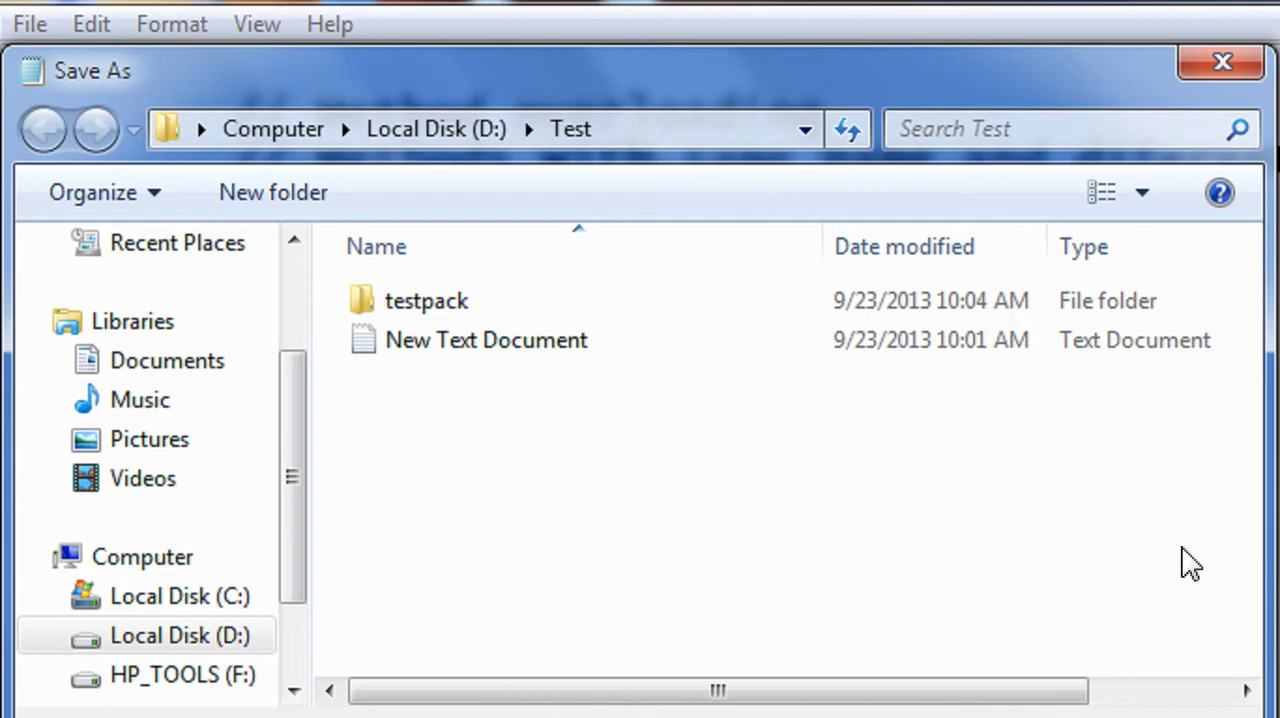 File Edit Format View Help
Save As
Computer Local Disk (D:) Test Search Test
Organize New folder
Name Date modified Type
Recent Places
testpack 9/23/2013 10:04 AM File folder
New Text Document 9/23/2013 10:01 AM Text Document
Libraries
Documents
Music
Pictures
Videos
Computer
Local Disk (C:)
Local Disk (D:)
HP_TOOLS (F:)